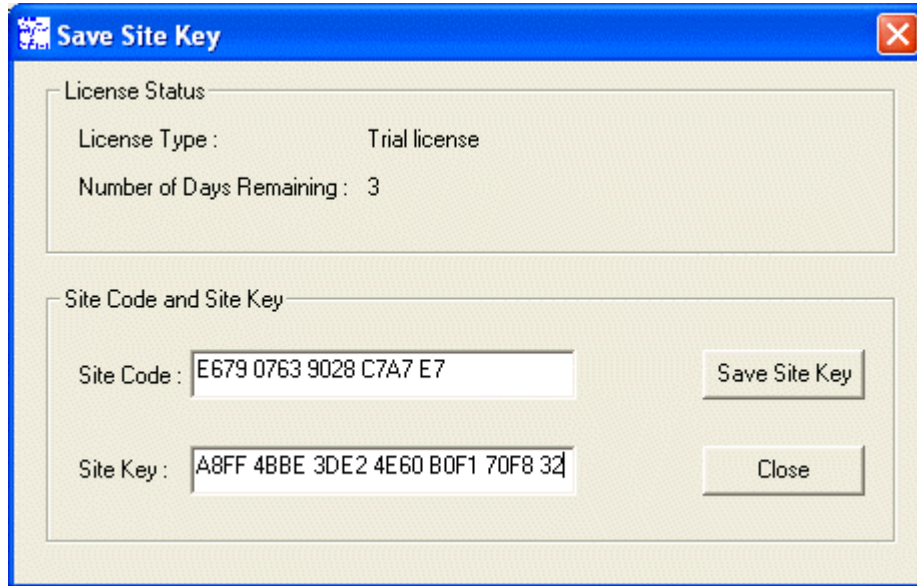 Save Site Key
License Status
License Type : Trial license
Number of Days Remaining : 3
Site Code and Site Key
Site Code : E679 0763 9028 C7A7 E7 Save Site Key
Site Key : A8FF 4BBE 3DE2 4E60 B0F1 70F8 32 Close